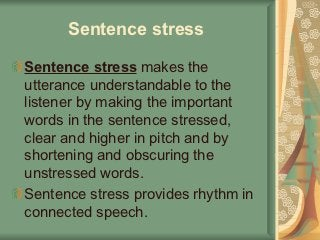 Sentence stress
Sentence stress makes the
utterance understandable to the
listener by making the important
words in the sentence stressed,
clear and higher in pitch and by
shortening and obscuring the
unstressed words.
Sentence stress provides rhythm in
connected speech.